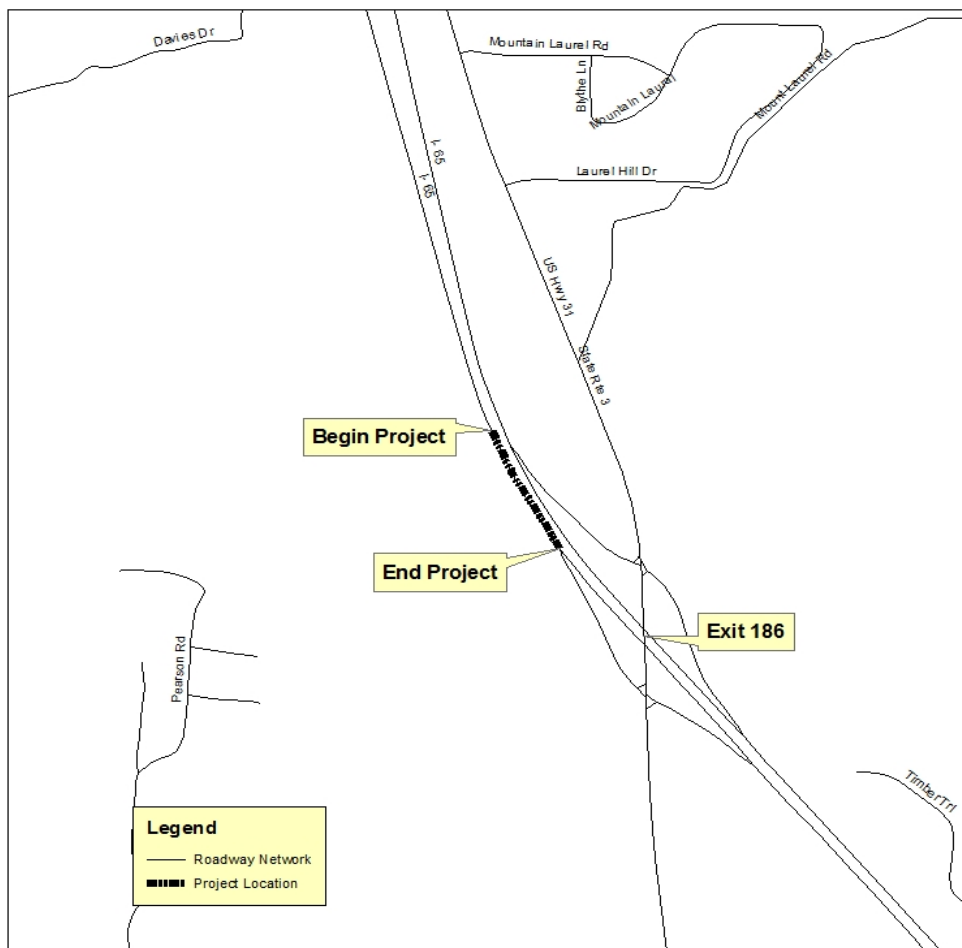 Davies Dr
Mountain Laurel Rd
Blythe Ln
Mountain Laurel
Mount Laurel Rd
I- 65
I- 65
Laurel Hill Dr
US Hwy 31
State Rte 3
Begin Project
End Project
Exit 186
Pearson Rd
Timber Trl
Legend
Roadway Network
Project Location